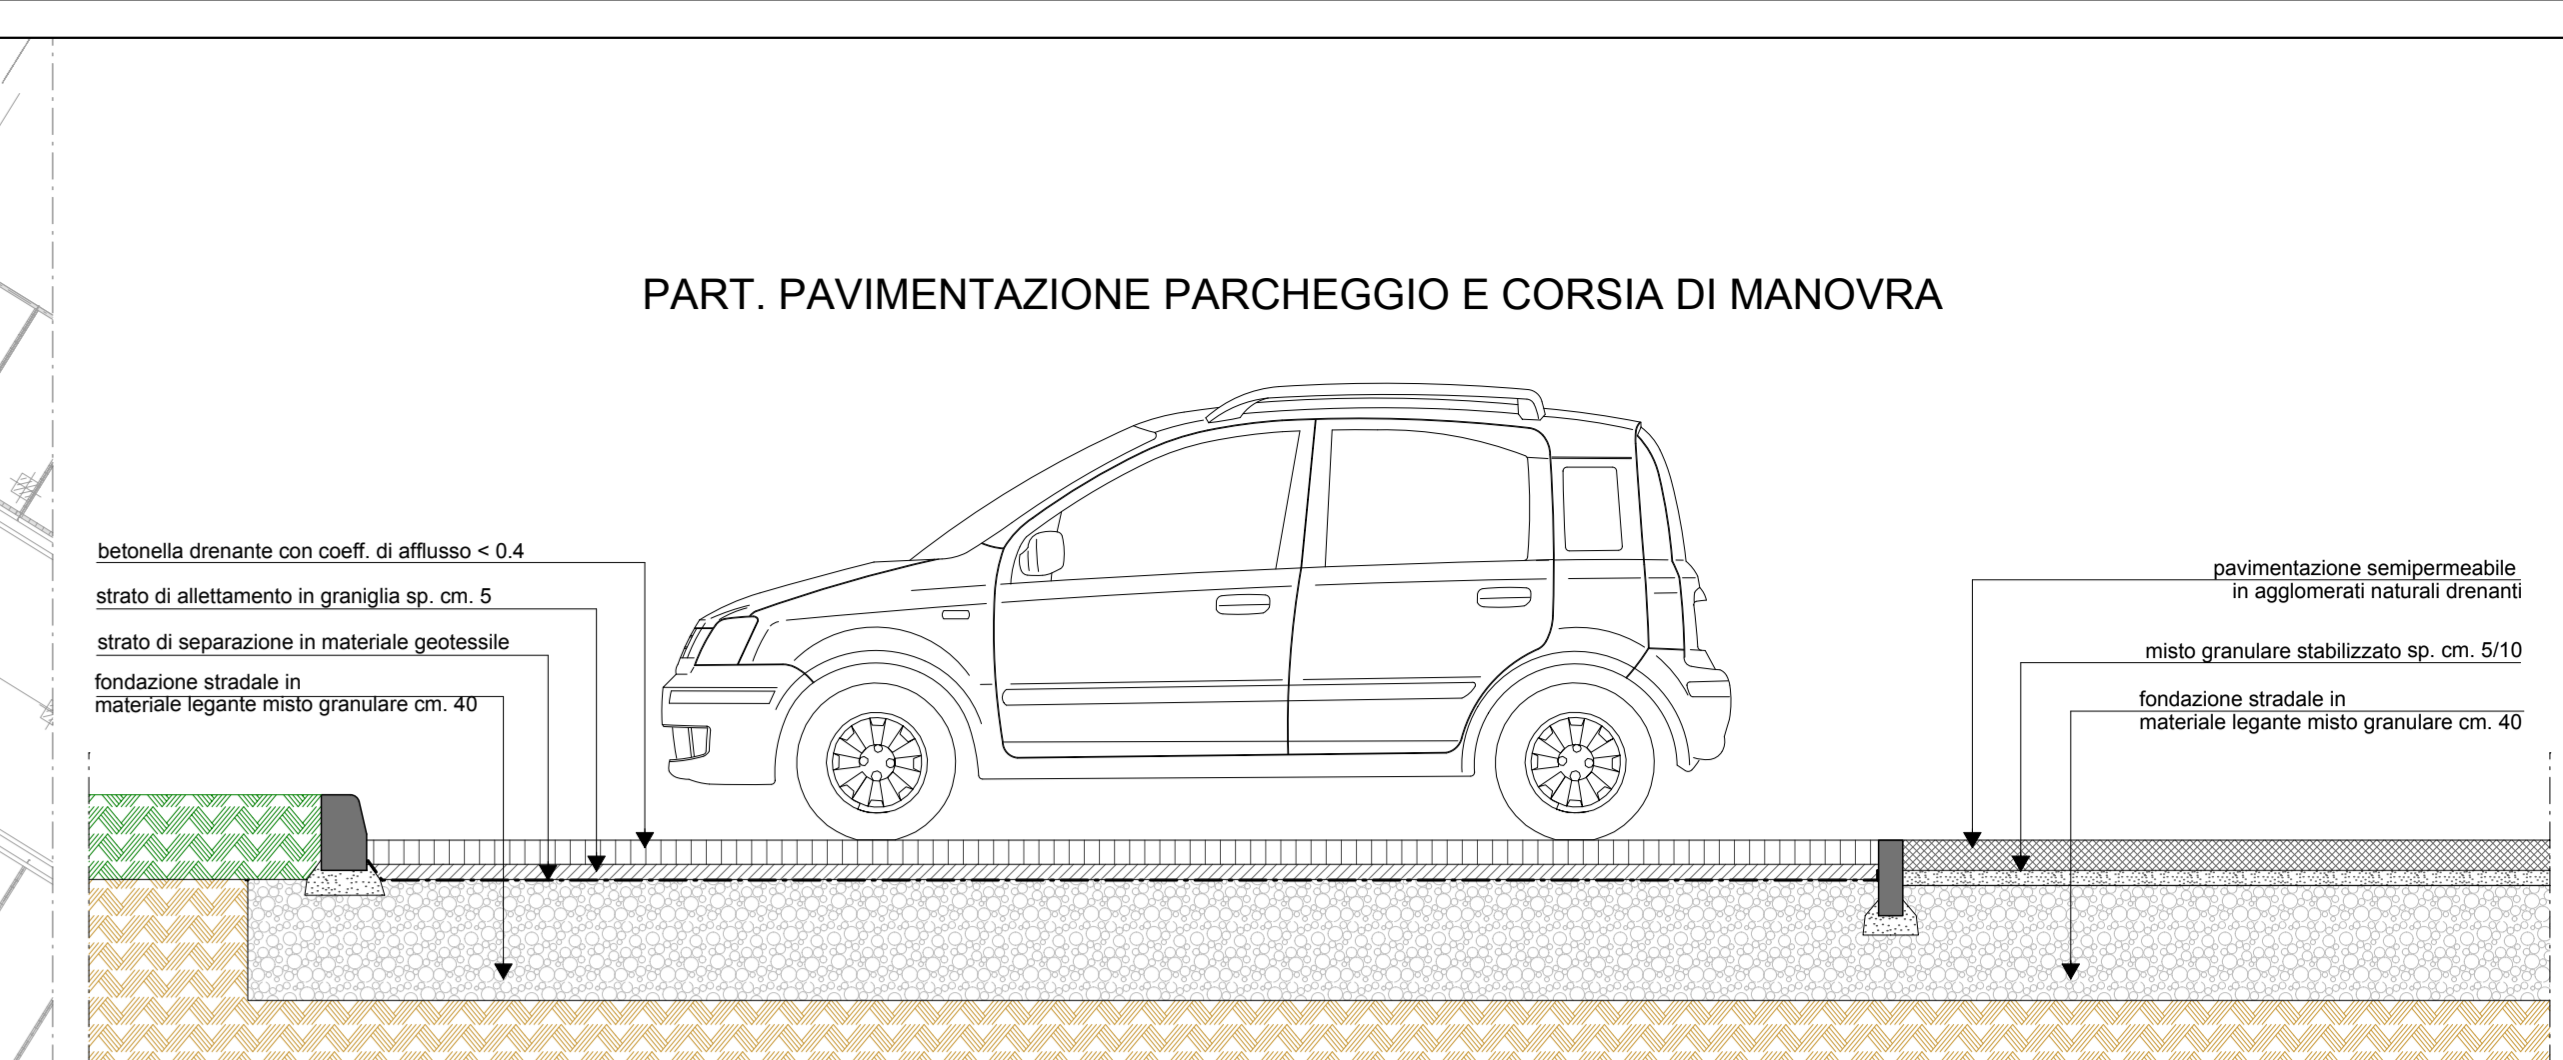 PART. PAVIMENTAZIONE PARCHEGGIO E CORSIA DI MANOVRA
betonella drenante con coeff. di afflusso < 0.4
strato di allettamento in graniglia sp. cm. 5
strato di separazione in materiale geotessile
fondazione stradale in
materiale legante misto granulare cm. 40
pavimentazione semipermeabile
in agglomerati naturali drenanti
misto granulare stabilizzato sp. cm. 5/10
fondazione stradale in
materiale legante misto granulare cm. 40